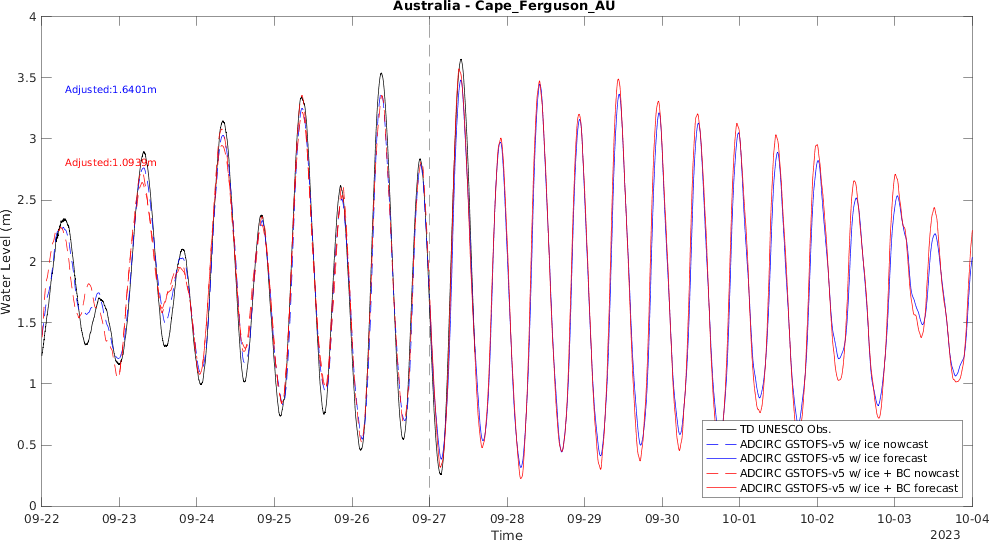 Australia - Cape_Ferguson_AU
4
3.5
3
2.5
2
1.5
1
0.5
0
Water Level (m)
Adjusted:1.6401m
Adjusted:1.0939m
TD UNESCO Obs.
ADCIRC GSTOFS-v5 w/ ice nowcast
ADCIRC GSTOFS-v5 w/ ice forecast
ADCIRC GSTOFS-v5 w/ ice + BC nowcast
ADCIRC GSTOFS-v5 w/ ice + BC forecast
09-22 09-23 09-24 09-25 09-26 09-27 09-28 09-29 09-30 10-01 10-02 10-03 10-04
Time
2023